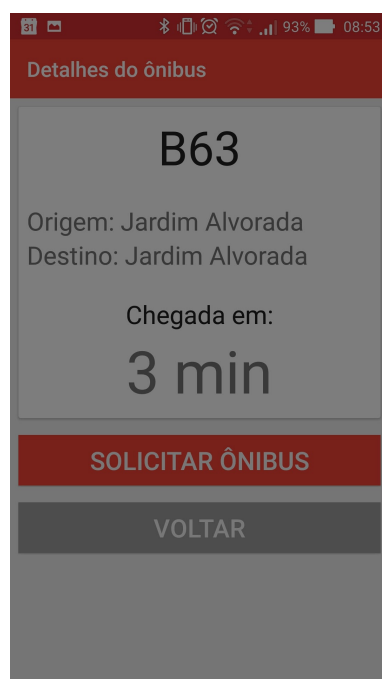 31 93% 08:53
Detalhes do ônibus
B63
Origem: Jardim Alvorada
Destino: Jardim Alvorada
Chegada em:
3 min
SOLICITAR ÔNIBUS
VOLTAR